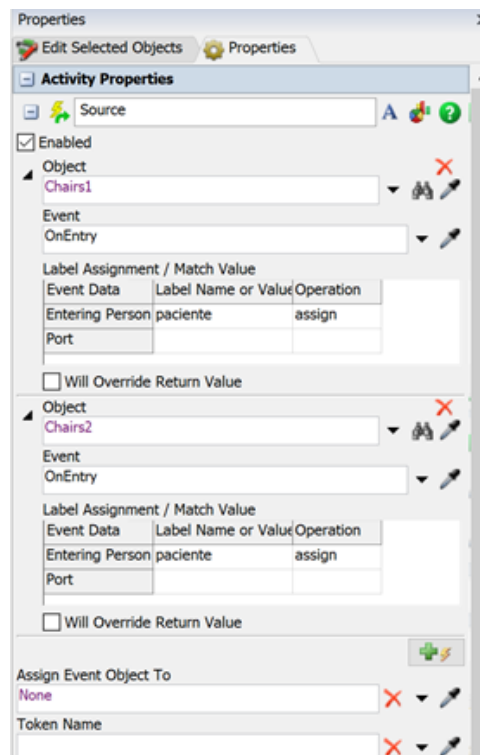 Properties
Edit Selected Objects Properties
Activity Properties
Source A ?
Enabled
Object
Chairs1
Event
OnEntry
Label Assignment / Match Value
Event Data Label Name or Value Operation
Entering Person paciente assign
Port
Will Override Return Value
Object
Chairs2
Event
OnEntry
Label Assignment / Match Value
Event Data Label Name or Value Operation
Entering Person paciente assign
Port
Will Override Return Value
Assign Event Object To
None
Token Name